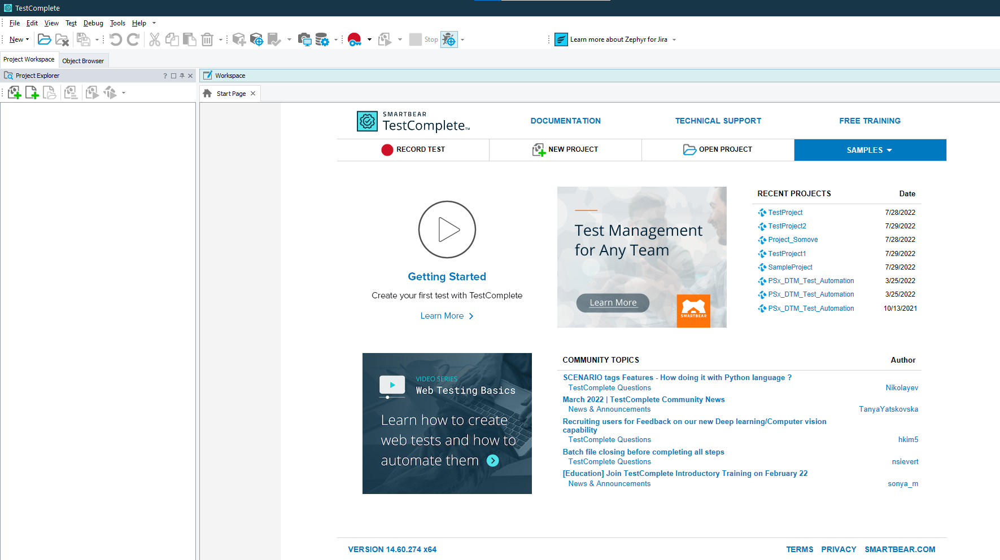 TestComplete
File Edit View Test Debug Tools Help
New Stop Learn more about Zephyr for Jira
Project Workspace Object Browser
Project Explorer ? Workspace
Start Page
SMARTBEAR
TestComplete™
DOCUMENTATION TECHNICAL SUPPORT FREE TRAINING
RECORD TEST NEW PROJECT OPEN PROJECT SAMPLES
Getting Started
Create your first test with TestComplete
Learn More
Test Management
for Any Team
Learn More
SMARTBEAR
RECENT PROJECTS Date
TestProject 7/28/2022
TestProject2 7/29/2022
Project_Somove 7/28/2022
TestProject1 7/29/2022
SampleProject 7/29/2022
PSx_DTM_Test_Automation 3/25/2022
PSx_DTM_Test_Automation 3/25/2022
PSx_DTM_Test_Automation 10/13/2021
VIDEO SERIES
Web Testing Basics
Learn how to create
web tests and how to
automate them
COMMUNITY TOPICS Author
SCENARIO tags Features - How doing it with Python language ?
TestComplete Questions Nikolayev
March 2022 | TestComplete Community News
News & Announcements TanyaYatskovska
Recruiting users for Feedback on our new Deep learning/Computer vision
capability
TestComplete Questions hkim5
Batch file closing before completing all steps
TestComplete Questions nsievert
[Education] Join TestComplete Introductory Training on February 22
News & Announcements sonya_m
VERSION 14.60.274 x64 TERMS PRIVACY SMARTBEAR.COM